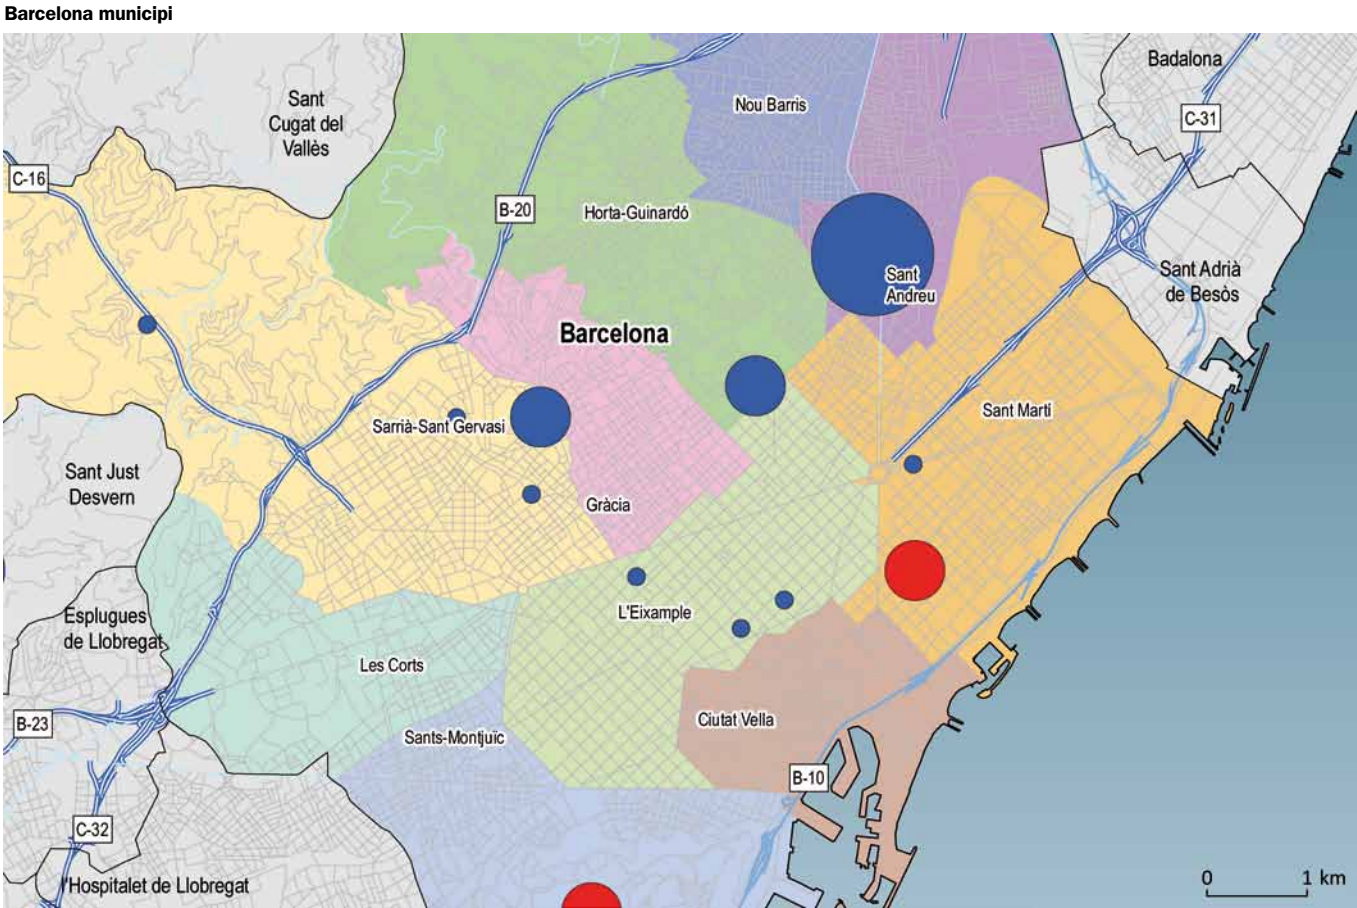 Barcelona municipi
Badalona
Sant
Cugat del
Vallès
Nou Barris
C-31
C-16
B-20
Horta-Guinardó
Sant
Andreu
Sant Adrià
de Besòs
Barcelona
Sarrià-Sant Gervasi
Sant Martí
Sant Just
Desvern
Gràcia
Esplugues
de Llobregat
L'Eixample
Les Corts
B-23
Ciutat Vella
Sants-Montjuïc
B-10
C-32
l'Hospitalet de Llobregat
0 1 km